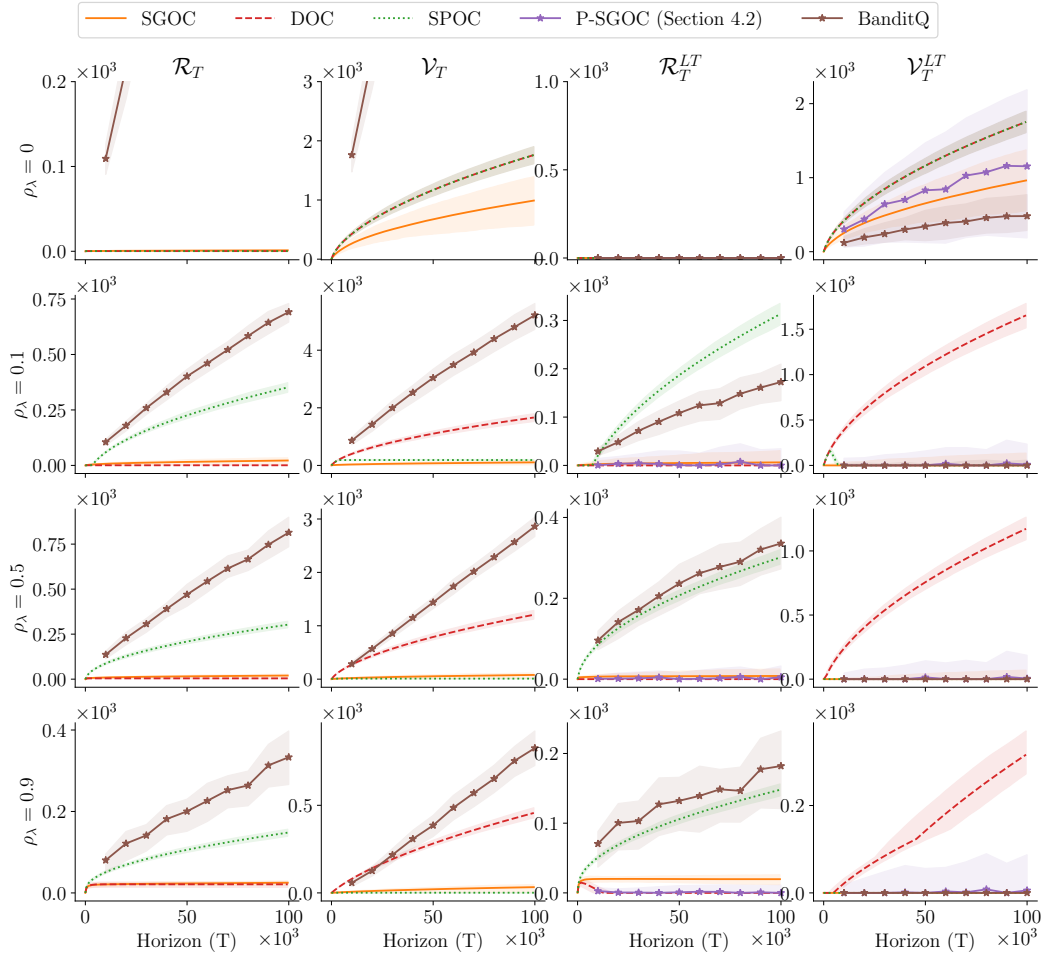 SGOC DOC SPOC P-SGOC (Section 4.2) BanditQ
×10³ R_T ×10³ V_T ×10³ R_T^{LT} ×10³ V_T^{LT}
ρλ = 0
0.2 0.1 0.0
3 2 1 0
1.0 0.5 0.0
2 1 0
×10³ ×10³ ×10³ ×10³
ρλ = 0.1
0.75 0.50 0.25 0.00
4 2 0
0.3 0.2 0.1 0.0
1.5 1.0 0.5 0.0
×10³ ×10³ ×10³ ×10³
ρλ = 0.5
0.75 0.50 0.25 0.00
3 2 1 0
0.4 0.2 0.0
1.0 0.5 0.0
×10³ ×10³ ×10³ ×10³
ρλ = 0.9
0.4 0.2 0.0
0.5 0.0
0.2 0.1 0.0
0.2 0.0
0 50 100 0 50 100 0 50 100 0 50 100
Horizon (T) ×10³ Horizon (T) ×10³ Horizon (T) ×10³ Horizon (T) ×10³